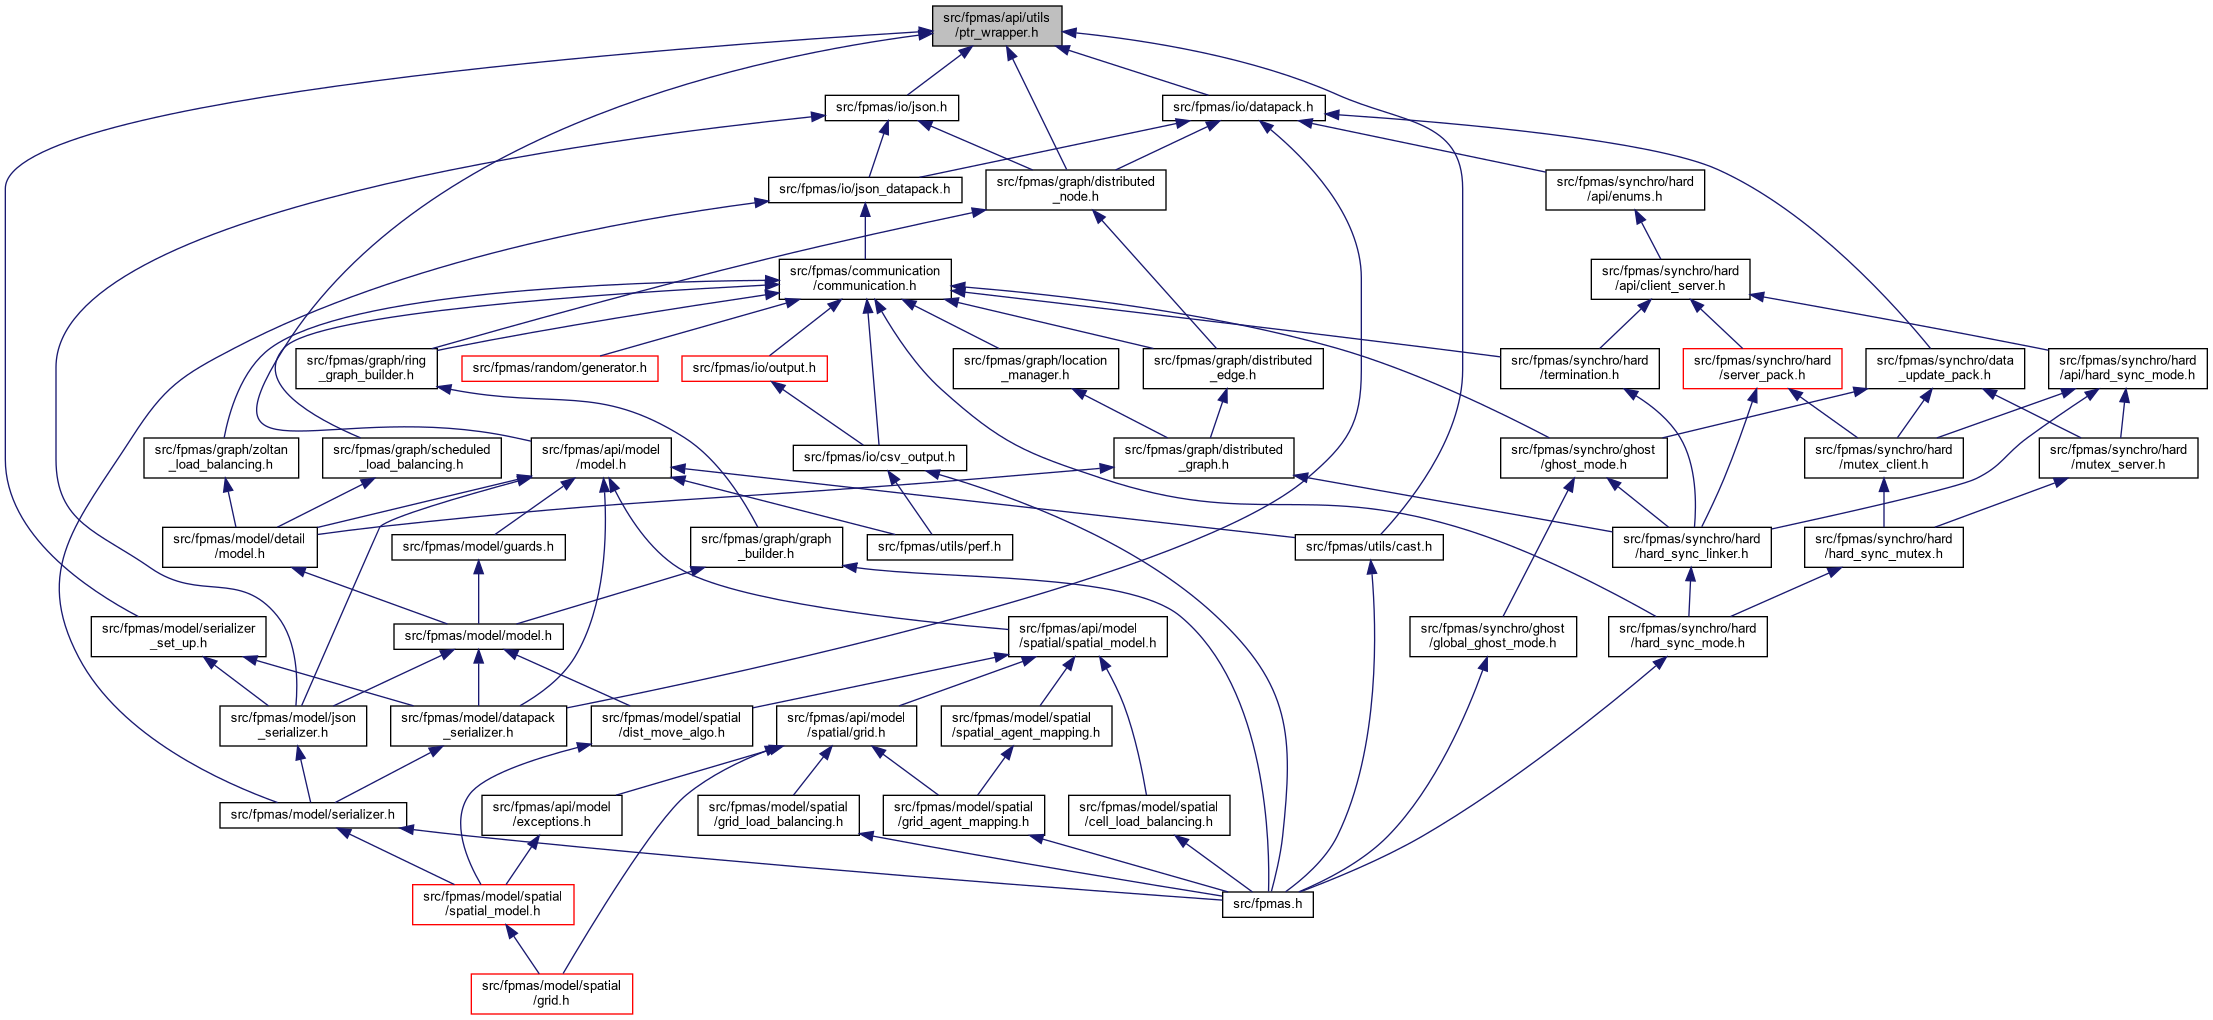 src/fpmas/api/utils
/ptr_wrapper.h
src/fpmas/io/json.h
src/fpmas/io/datapack.h
src/fpmas/io/json_datapack.h
src/fpmas/graph/distributed
_node.h
src/fpmas/synchro/hard
/api/enums.h
src/fpmas/communication
/communication.h
src/fpmas/synchro/hard
/api/client_server.h
src/fpmas/graph/ring
_graph_builder.h
src/fpmas/random/generator.h
src/fpmas/io/output.h
src/fpmas/graph/location
_manager.h
src/fpmas/graph/distributed
_edge.h
src/fpmas/synchro/hard
/termination.h
src/fpmas/synchro/hard
/server_pack.h
src/fpmas/synchro/data
_update_pack.h
src/fpmas/synchro/hard
/api/hard_sync_mode.h
src/fpmas/graph/zoltan
_load_balancing.h
src/fpmas/graph/scheduled
_load_balancing.h
src/fpmas/api/model
/model.h
src/fpmas/io/csv_output.h
src/fpmas/graph/distributed
_graph.h
src/fpmas/synchro/ghost
/ghost_mode.h
src/fpmas/synchro/hard
/mutex_client.h
src/fpmas/synchro/hard
/mutex_server.h
src/fpmas/model/detail
/model.h
src/fpmas/model/guards.h
src/fpmas/graph/graph
_builder.h
src/fpmas/utils/perf.h
src/fpmas/utils/cast.h
src/fpmas/synchro/hard
/hard_sync_linker.h
src/fpmas/synchro/hard
/hard_sync_mutex.h
src/fpmas/model/serializer
_set_up.h
src/fpmas/model/model.h
src/fpmas/api/model
/spatial/spatial_model.h
src/fpmas/synchro/ghost
/global_ghost_mode.h
src/fpmas/synchro/hard
/hard_sync_mode.h
src/fpmas/model/json
_serializer.h
src/fpmas/model/datapack
_serializer.h
src/fpmas/model/spatial
/dist_move_algo.h
src/fpmas/api/model
/spatial/grid.h
src/fpmas/model/spatial
/spatial_agent_mapping.h
src/fpmas/model/serializer.h
src/fpmas/api/model
/exceptions.h
src/fpmas/model/spatial
/grid_load_balancing.h
src/fpmas/model/spatial
/grid_agent_mapping.h
src/fpmas/model/spatial
/cell_load_balancing.h
src/fpmas/model/spatial
/spatial_model.h
src/fpmas.h
src/fpmas/model/spatial
/grid.h